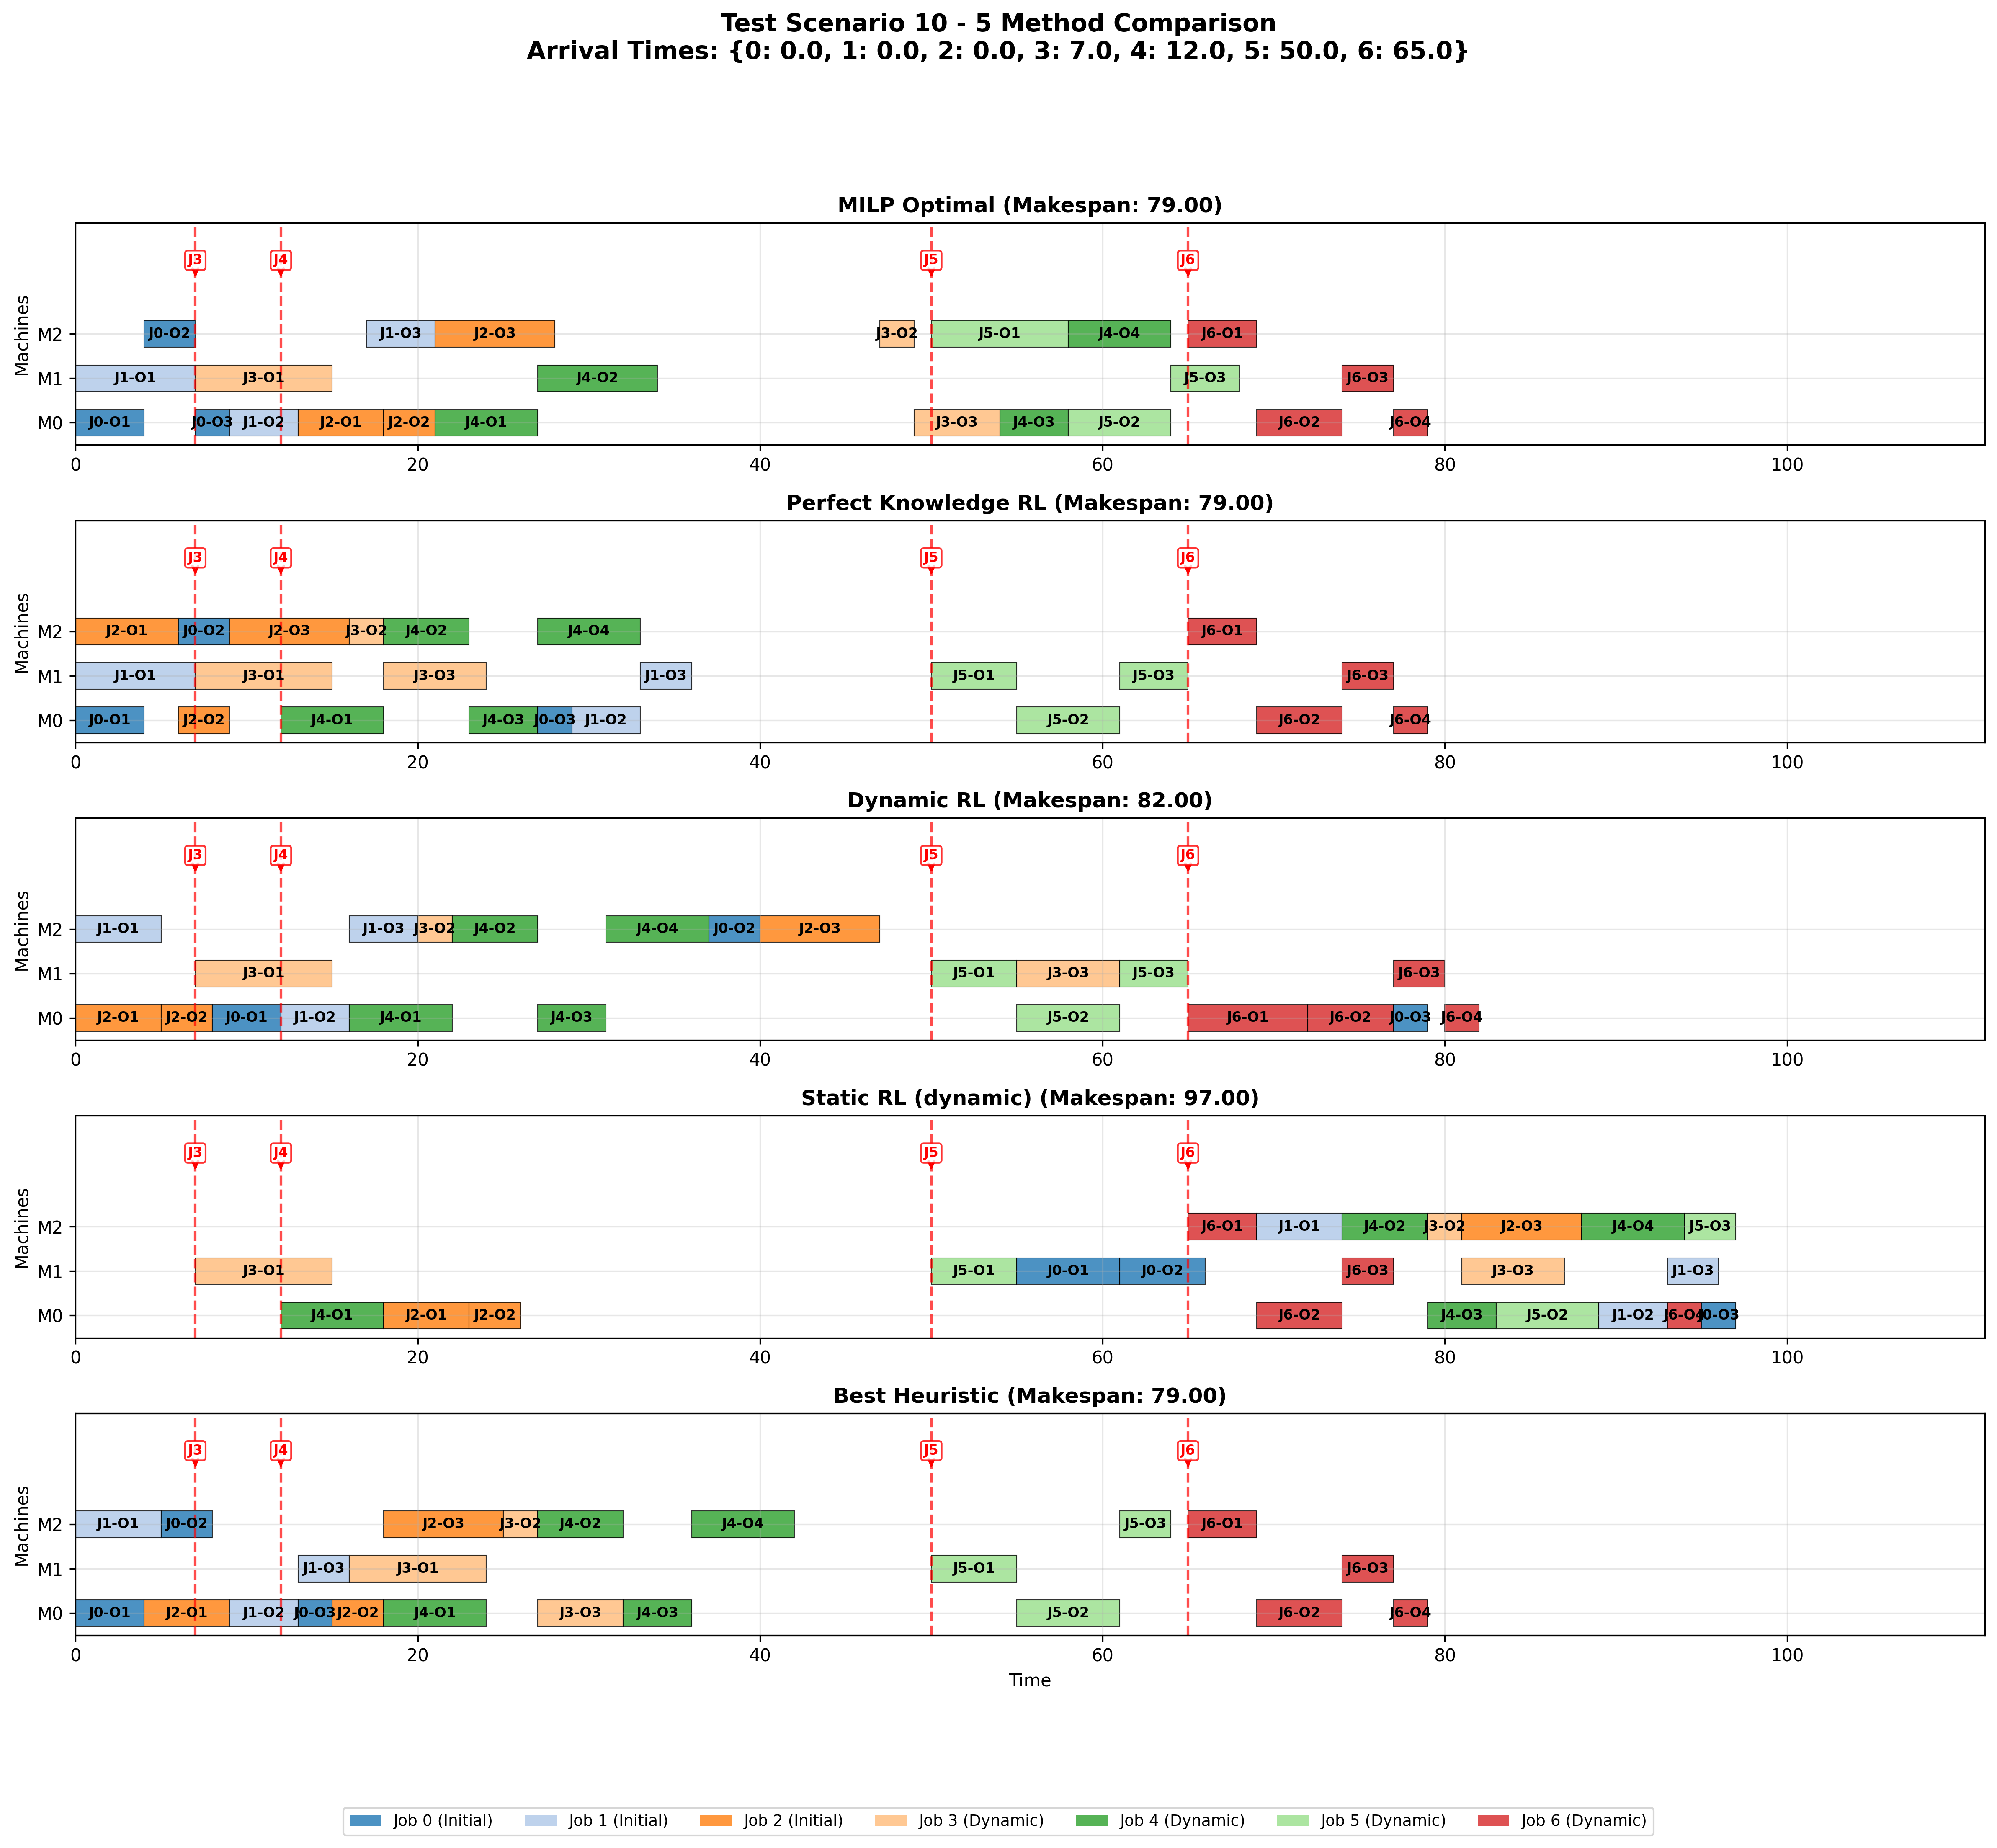 Test Scenario 10 - 5 Method Comparison
Arrival Times: {0: 0.0, 1: 0.0, 2: 0.0, 3: 7.0, 4: 12.0, 5: 50.0, 6: 65.0}
MILP Optimal (Makespan: 79.00)
J3 J4 J5 J6
Machines
M2 J0-O2 J1-O3 J2-O3 J3-O2 J5-O1 J4-O4 J6-O1
M1 J1-O1 J3-O1 J4-O2 J5-O3 J6-O3
M0 J0-O1 J0-O3 J1-O2 J2-O1 J2-O2 J4-O1 J3-O3 J4-O3 J5-O2 J6-O2 J6-O4
0 20 40 60 80 100
Perfect Knowledge RL (Makespan: 79.00)
J3 J4 J5 J6
Machines
M2 J2-O1 J0-O2 J2-O3 J3-O2 J4-O2 J4-O4 J6-O1
M1 J1-O1 J3-O1 J3-O3 J1-O3 J5-O1 J5-O3 J6-O3
M0 J0-O1 J2-O2 J4-O1 J4-O3 J0-O3 J1-O2 J5-O2 J6-O2 J6-O4
0 20 40 60 80 100
Dynamic RL (Makespan: 82.00)
J3 J4 J5 J6
Machines
M2 J1-O1 J1-O3 J3-O2 J4-O2 J4-O4 J0-O2 J2-O3
M1 J3-O1 J5-O1 J3-O3 J5-O3 J6-O3
M0 J2-O1 J2-O2 J0-O1 J1-O2 J4-O1 J4-O3 J5-O2 J6-O1 J6-O2 J0-O3 J6-O4
0 20 40 60 80 100
Static RL (dynamic) (Makespan: 97.00)
J3 J4 J5 J6
Machines
M2 J6-O1 J1-O1 J4-O2 J3-O2 J2-O3 J4-O4 J5-O3
M1 J3-O1 J5-O1 J0-O1 J0-O2 J6-O3 J3-O3 J1-O3
M0 J4-O1 J2-O1 J2-O2 J6-O2 J4-O3 J5-O2 J1-O2 J6-O4 J0-O3
0 20 40 60 80 100
Best Heuristic (Makespan: 79.00)
J3 J4 J5 J6
Machines
M2 J1-O1 J0-O2 J2-O3 J3-O2 J4-O2 J4-O4 J5-O3 J6-O1
M1 J1-O3 J3-O1 J5-O1 J6-O3
M0 J0-O1 J2-O1 J1-O2 J0-O3 J2-O2 J4-O1 J3-O3 J4-O3 J5-O2 J6-O2 J6-O4
0 20 40 60 80 100
Time
Job 0 (Initial) Job 1 (Initial) Job 2 (Initial) Job 3 (Dynamic) Job 4 (Dynamic) Job 5 (Dynamic) Job 6 (Dynamic)